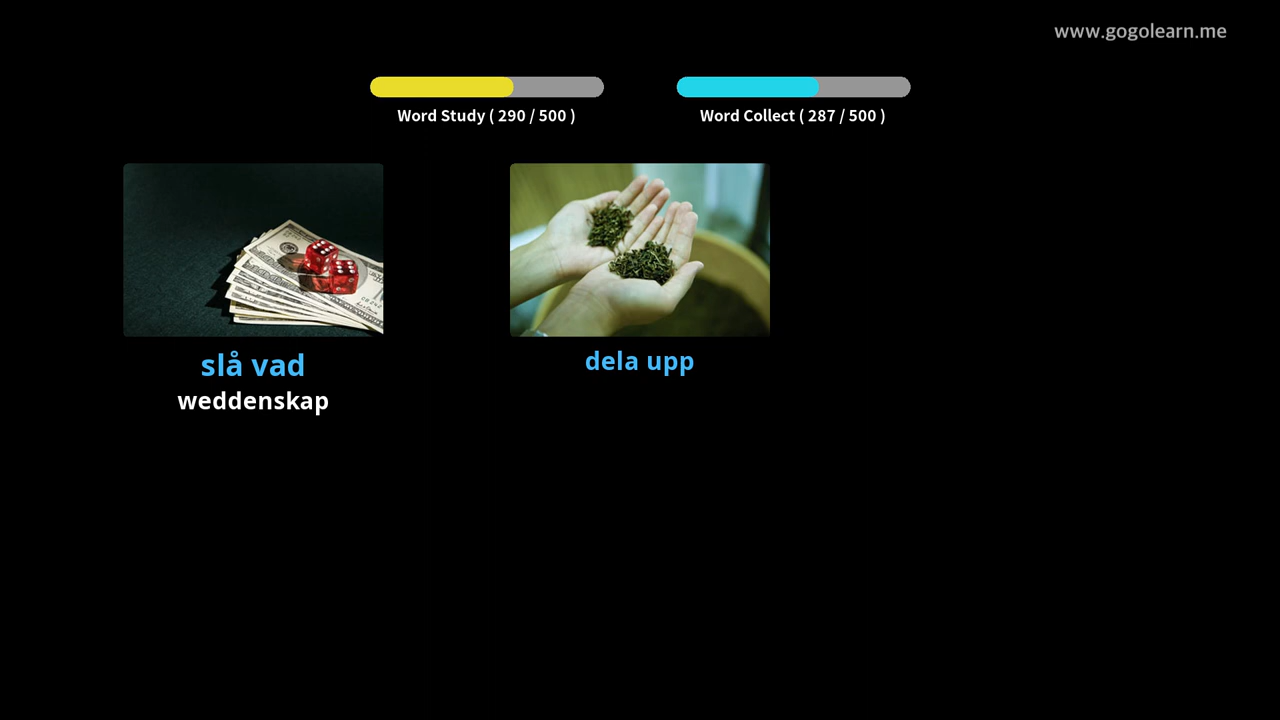 www.gogolearn.me
Word Study ( 290 / 500 )
Word Collect ( 287 / 500 )
slå vad
weddenskap
dela upp